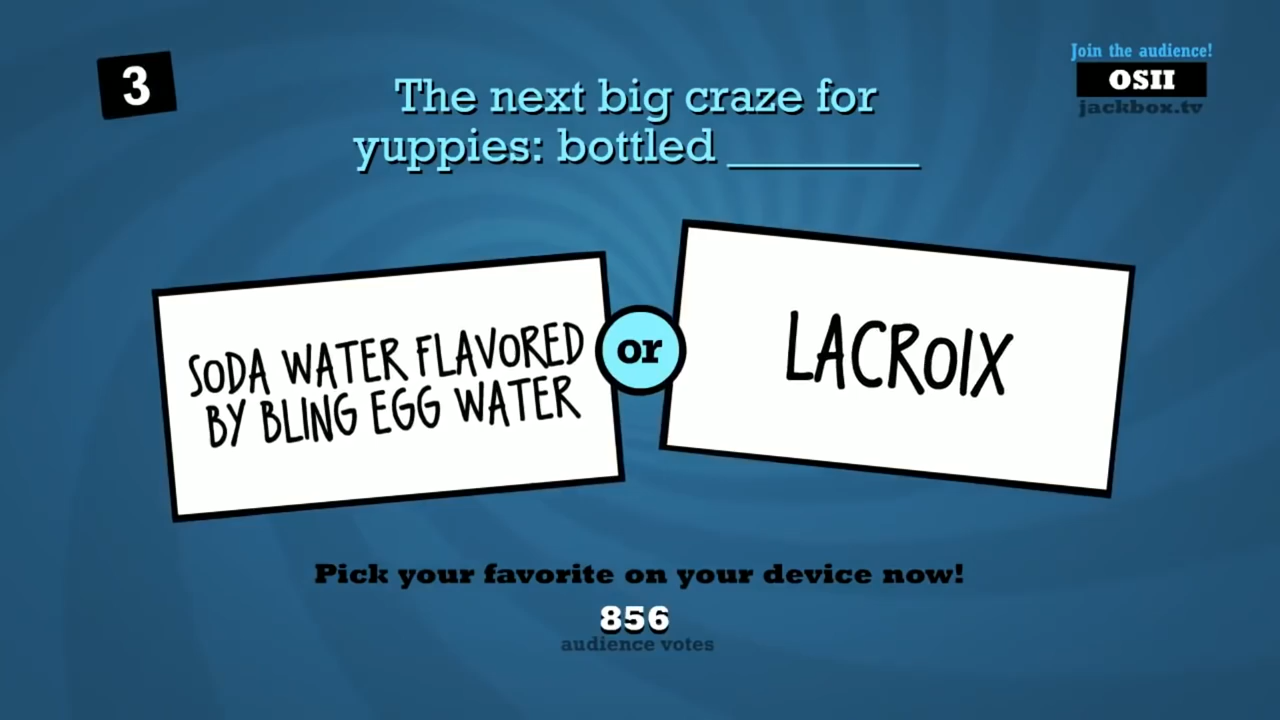 3
Join the audience!
OSII
jackbox.tv
The next big craze for
yuppies: bottled _________
SODA WATER FLAVORED
BY BLING EGG WATER
or
LACROIX
Pick your favorite on your device now!
856
audience votes